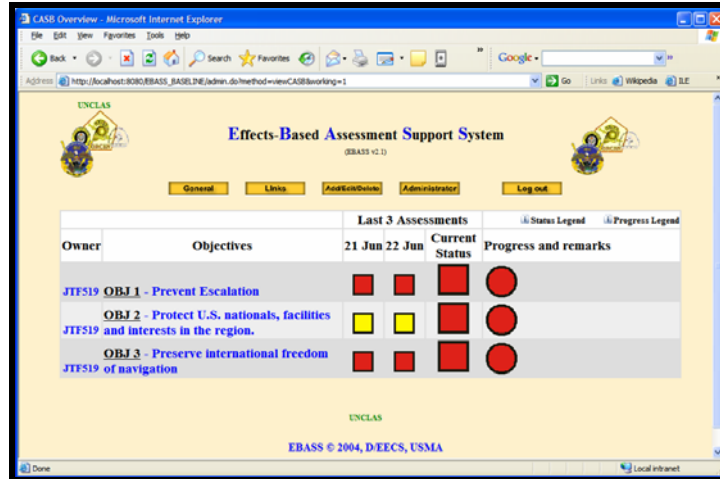 CASB Overview - Microsoft Internet Explorer
File Edit View Favorites Tools Help
Back Search Favorites Google
Address http://localhost:8080/EBASS_BASELINE/admin.do?method=viewCASB&working=1 Go Links Wikipedia ILE
UNCLAS
Effects-Based Assessment Support System
(EBASS v2.1)
General Links Add/Edit/Delete Administrator Log out
Last 3 Assessments Status Legend Progress Legend
Owner Objectives 21 Jun 22 Jun Current Status Progress and remarks
JTF519 OBJ 1 - Prevent Escalation
OBJ 2 - Protect U.S. nationals, facilities
JTF519 and interests in the region.
OBJ 3 - Preserve international freedom
JTF519 of navigation
UNCLAS
EBASS © 2004, D/EECS, USMA
Done Local intranet